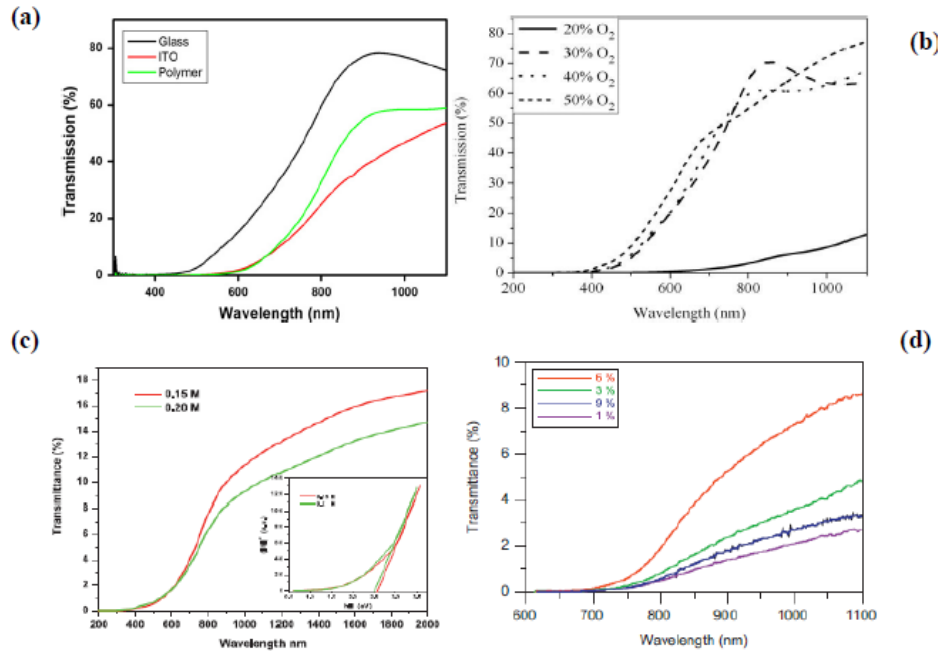 (a)
Glass
ITO
Polymer
Transmission (%)
80
60
40
20
0
400
600
800
1000
Wavelength (nm)
(b)
20% O2
30% O2
40% O2
50% O2
Transmission (%)
80
70
60
50
40
30
20
10
0
200
400
600
800
1000
Wavelength (nm)
(c)
0.15 M
0.20 M
Transmittance (%)
18
16
14
12
10
8
6
4
2
0
200
400
600
800
1000
1200
1400
1600
1800
2000
Wavelength nm
(d)
6 %
3 %
9 %
1 %
Transmittance (%)
10
8
6
4
2
0
600
700
800
900
1000
1100
Wavelength (nm)